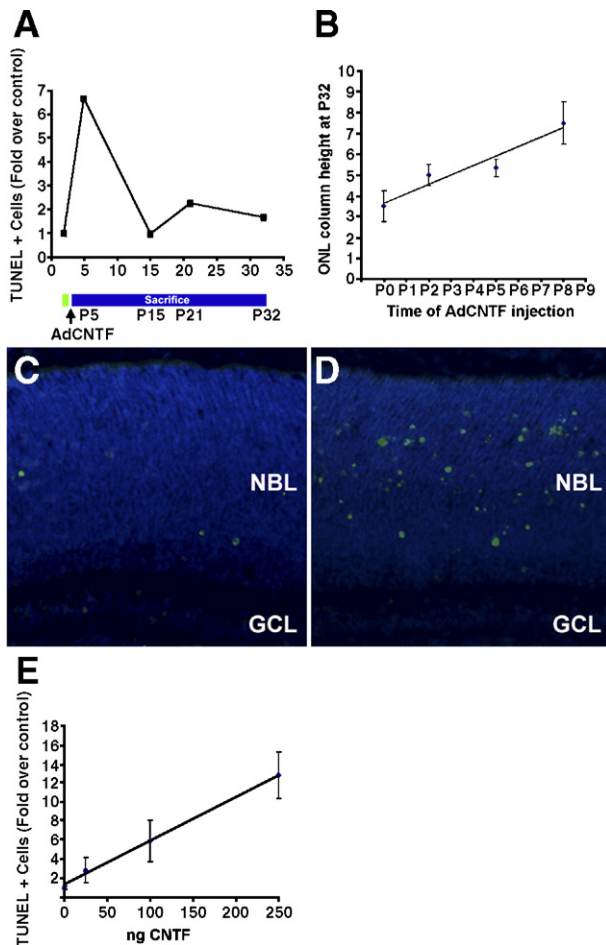 A
TUNEL + Cells (Fold over control)
7
6
5
4
3
2
1
0
0 5 10 15 20 25 30 35
Sacrifice
P5 P15 P21 P32
AdCNTF
B
ONL column height at P32
10
9
8
7
6
5
4
3
2
1
0
P0 P1 P2 P3 P4 P5 P6 P7 P8 P9
Time of AdCNTF injection
C
NBL
GCL
D
NBL
GCL
E
TUNEL + Cells (Fold over control)
18
16
14
12
10
8
6
4
2
0 50 100 150 200 250
ng CNTF